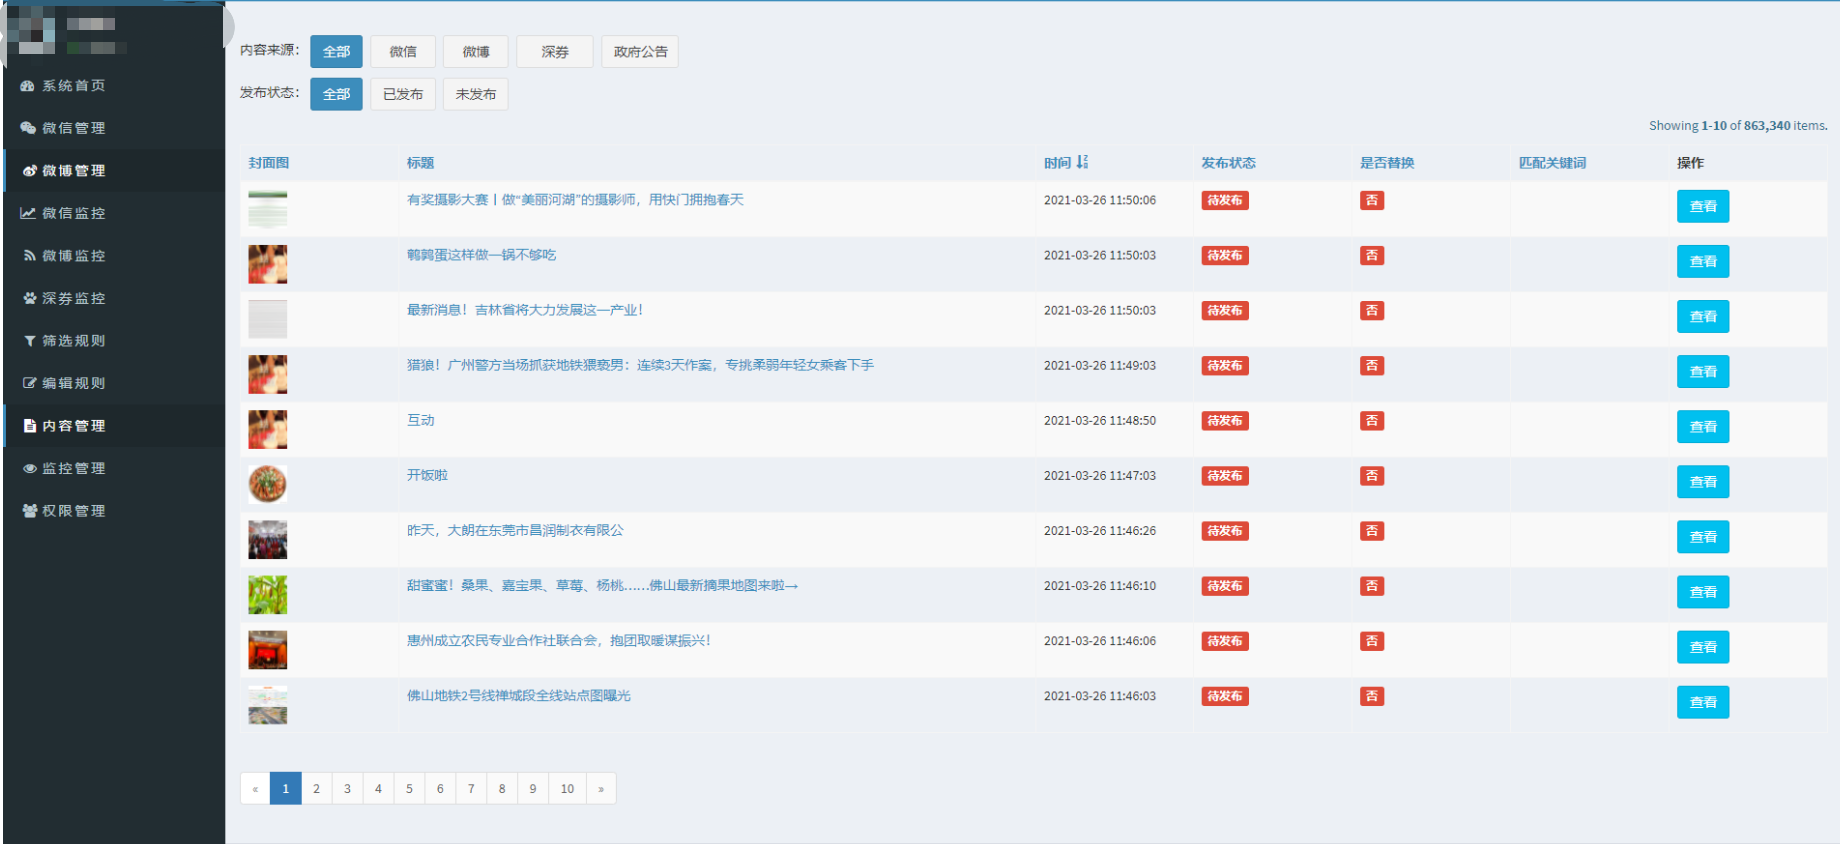 系统首页
微信管理
微博管理
微信监控
微博监控
深券监控
筛选规则
编辑规则
内容管理
监控管理
权限管理
内容来源： 全部 微信 微博 深券 政府公告
发布状态： 全部 已发布 未发布
Showing 1-10 of 863,340 items.
封面图 标题 时间 发布状态 是否替换 匹配关键词 操作
有奖摄影大赛丨做“美丽河湖”的摄影师，用快门拥抱春天 2021-03-26 11:50:06 待发布 否 查看
鹌鹑蛋这样做一锅不够吃 2021-03-26 11:50:03 待发布 否 查看
最新消息！吉林省将大力发展这一产业！ 2021-03-26 11:50:03 待发布 否 查看
猎狼！广州警方当场抓获地铁猥亵男：连续3天作案，专挑柔弱年轻女乘客下手 2021-03-26 11:49:03 待发布 否 查看
互动 2021-03-26 11:48:50 待发布 否 查看
开饭啦 2021-03-26 11:47:03 待发布 否 查看
昨天，大朗在东莞市昌润制衣有限公 2021-03-26 11:46:26 待发布 否 查看
甜蜜蜜！桑果、嘉宝果、草莓、杨桃……佛山最新摘果地图来啦→ 2021-03-26 11:46:10 待发布 否 查看
惠州成立农民专业合作社联合会，抱团取暖谋振兴！ 2021-03-26 11:46:06 待发布 否 查看
佛山地铁2号线禅城段全线站点图曝光 2021-03-26 11:46:03 待发布 否 查看
« 1 2 3 4 5 6 7 8 9 10 »